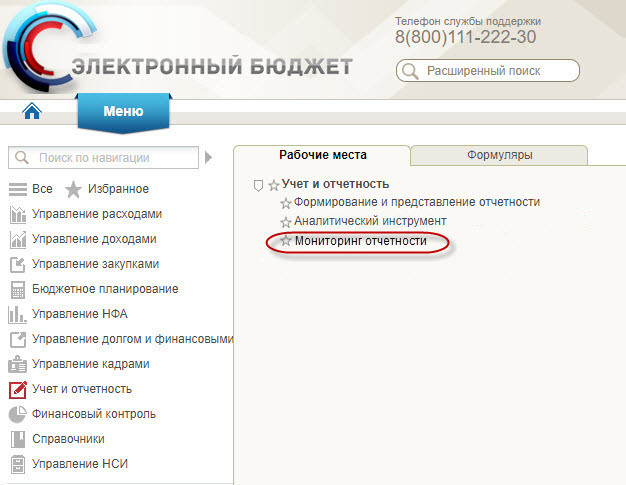 Телефон службы поддержки
8(800)111-222-30
ЭЛЕКТРОННЫЙ БЮДЖЕТ
Расширенный поиск
Меню
Поиск по навигации
Все Избранное
Управление расходами
Управление доходами
Управление закупками
Бюджетное планирование
Управление НФА
Управление долгом и финансовыми
Управление кадрами
Учет и отчетность
Финансовый контроль
Справочники
Управление НСИ
Рабочие места
Формуляры
Учет и отчетность
Формирование и представление отчетности
Аналитический инструмент
Мониторинг отчетности